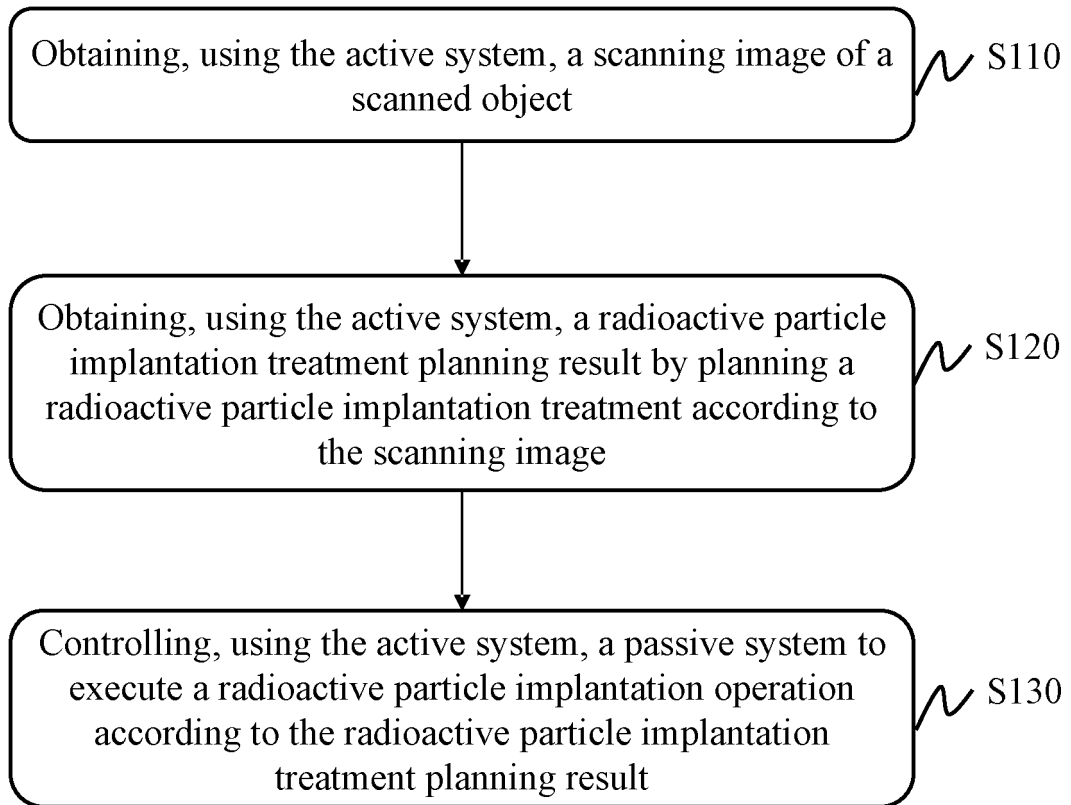 Obtaining, using the active system, a scanning image of a
scanned object
S110
Obtaining, using the active system, a radioactive particle
implantation treatment planning result by planning a
radioactive particle implantation treatment according to
the scanning image
S120
Controlling, using the active system, a passive system to
execute a radioactive particle implantation operation
according to the radioactive particle implantation
treatment planning result
S130